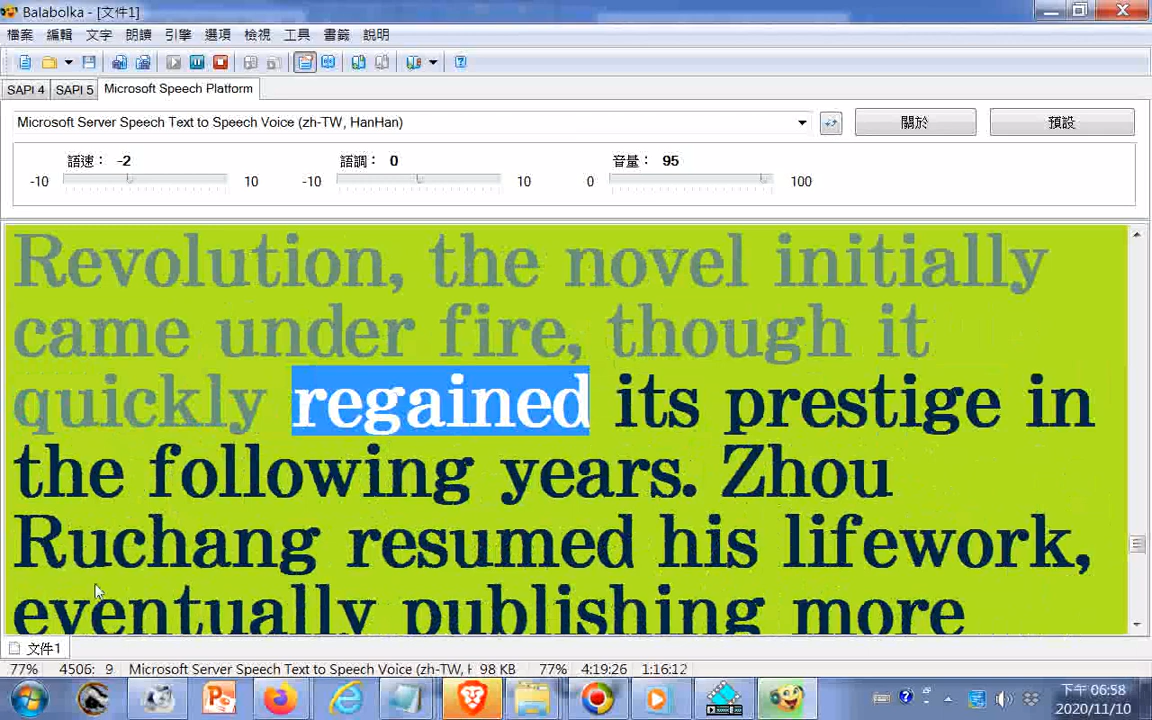 Balabolka - [文件1]
檔案 編輯 文字 朗讀 引擎 選項 檢視 工具 書籤 說明
SAPI 4 SAPI 5 Microsoft Speech Platform
Microsoft Server Speech Text to Speech Voice (zh-TW, HanHan) 關於 預設
語速： -2 語調： 0 音量： 95
-10 10 -10 10 0 100
Revolution, the novel initially
came under fire, though it
quickly regained its prestige in
the following years. Zhou
Ruchang resumed his lifework,
eventually publishing more
文件1
77% 4506: 9 Microsoft Server Speech Text to Speech Voice (zh-TW, 98 KB 77% 4:19:26 1:16:12
下午 06:58
2020/11/10